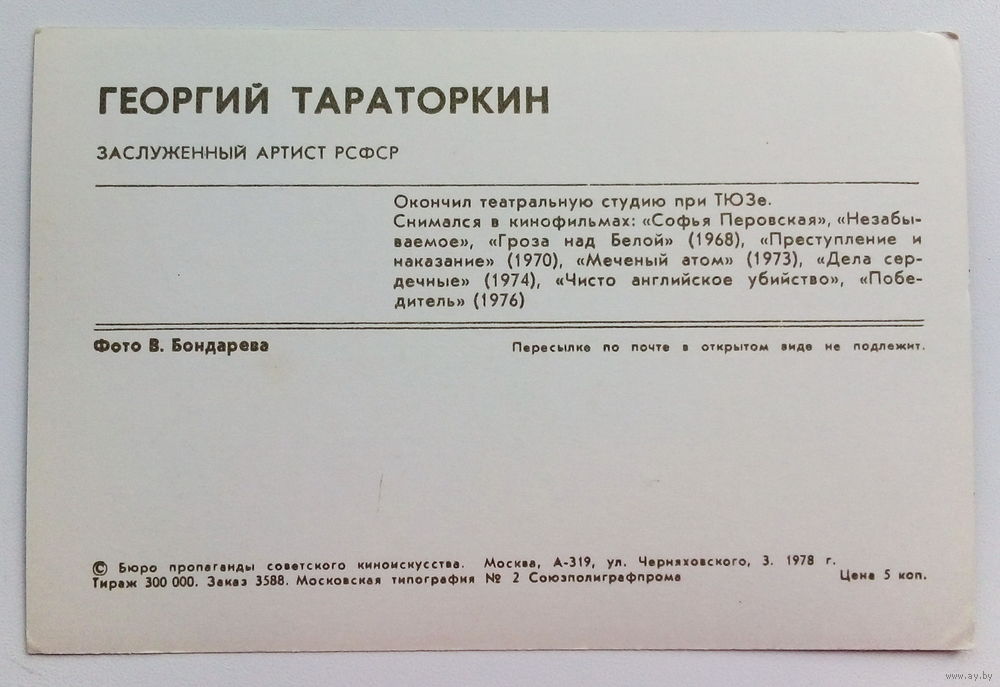 ГЕОРГИЙ ТАРАТОРКИН
ЗАСЛУЖЕННЫЙ АРТИСТ РСФСР
Окончил театральную студию при ТЮЗе.
Снимался в кинофильмах: «Софья Перовская», «Незабы-
ваемое», «Гроза над Белой» (1968), «Преступление и
наказание» (1970), «Меченый атом» (1973), «Дела сер-
дечные» (1974), «Чисто английское убийство», «Побе-
дитель» (1976)
Фото В. Бондарева
Пересылке по почте в открытом виде не подлежит.
© Бюро пропаганды советского киноискусства. Москва, А-319, ул. Черняховского, 3. 1978 г.
Тираж 300 000. Заказ 3588. Московская типография № 2 Союзполиграфпрома Цена 5 коп.
www.ay.by